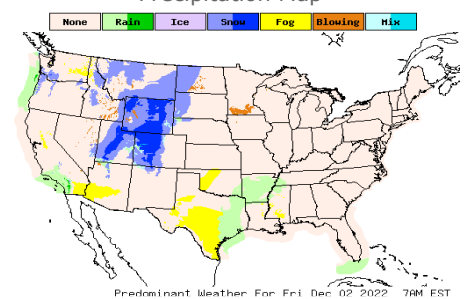 Precipitation Map
None Rain Ice Snow Fog Blowing Mix
Predominant Weather For Fri Dec 02 2022 7AM EST